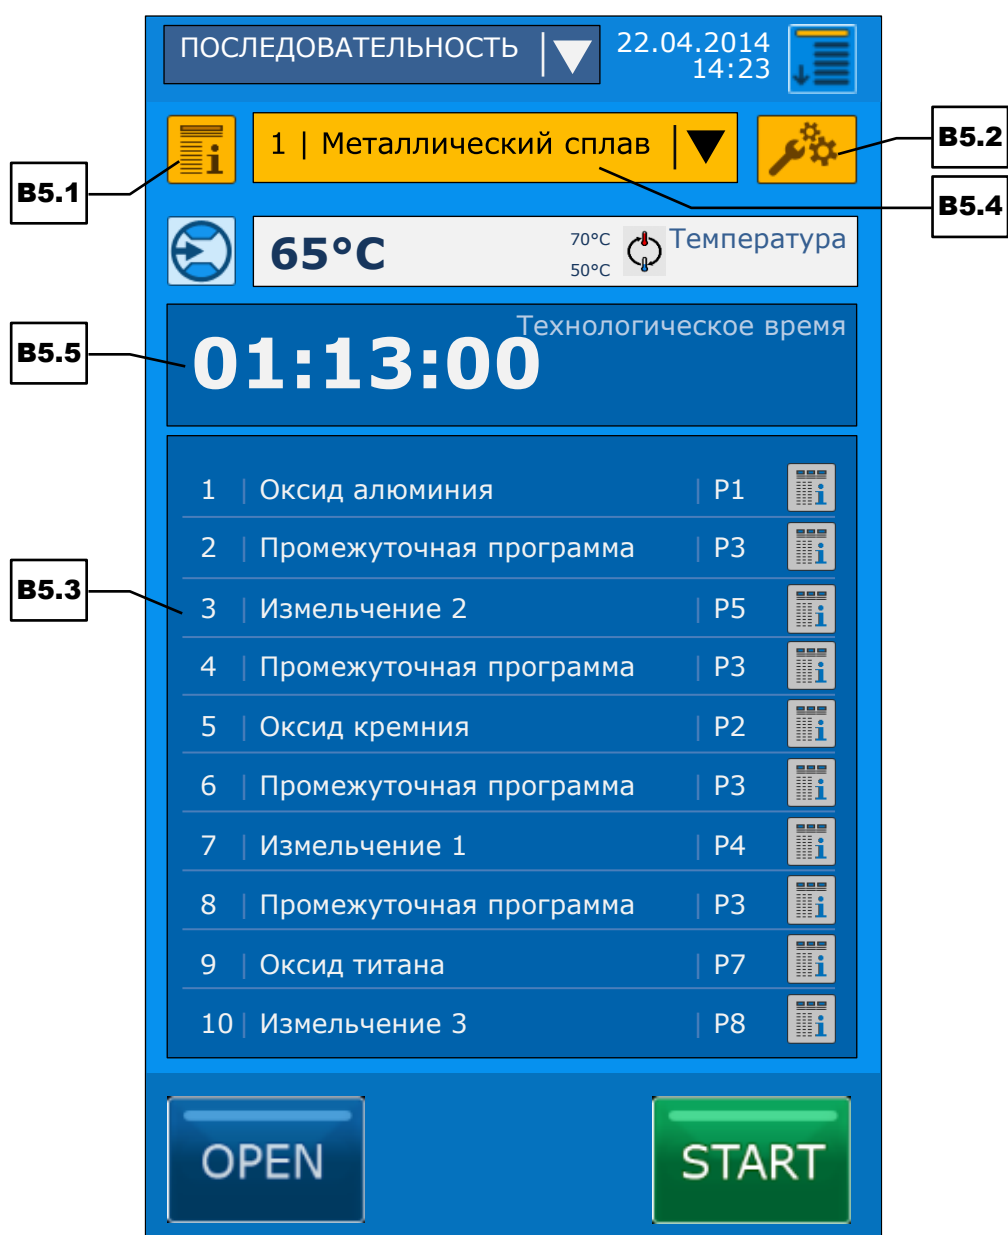 ПОСЛЕДОВАТЕЛЬНОСТЬ
22.04.2014
14:23
B5.1
1 | Металлический сплав
B5.2
B5.4
65°C
70°C
50°C
Температура
B5.5
Технологическое время
01:13:00
B5.3
1 | Оксид алюминия | P1
2 | Промежуточная программа | P3
3 | Измельчение 2 | P5
4 | Промежуточная программа | P3
5 | Оксид кремния | P2
6 | Промежуточная программа | P3
7 | Измельчение 1 | P4
8 | Промежуточная программа | P3
9 | Оксид титана | P7
10 | Измельчение 3 | P8
OPEN
START